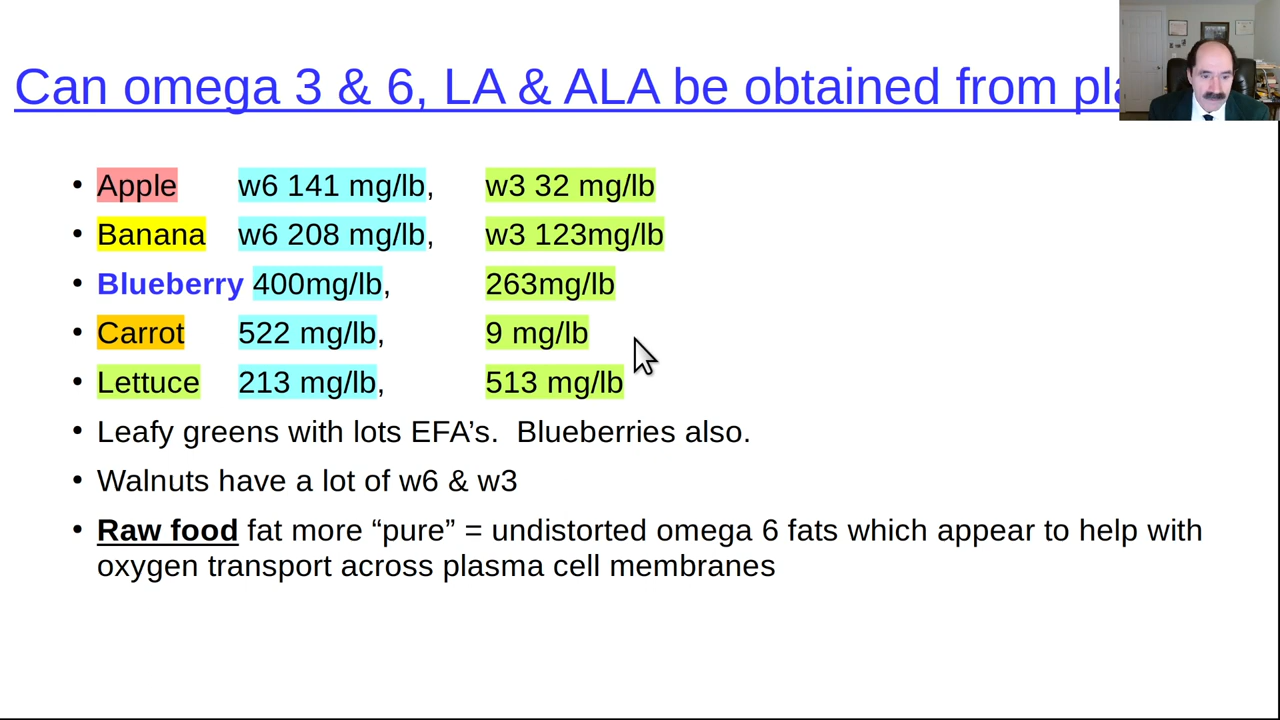 Can omega 3 & 6, LA & ALA be obtained from
• Apple w6 141 mg/lb, w3 32 mg/lb
• Banana w6 208 mg/lb, w3 123mg/lb
• Blueberry 400mg/lb, 263mg/lb
• Carrot 522 mg/lb, 9 mg/lb
• Lettuce 213 mg/lb, 513 mg/lb
• Leafy greens with lots EFA’s. Blueberries also.
• Walnuts have a lot of w6 & w3
• Raw food fat more “pure” = undistorted omega 6 fats which appear to help with
oxygen transport across plasma cell membranes